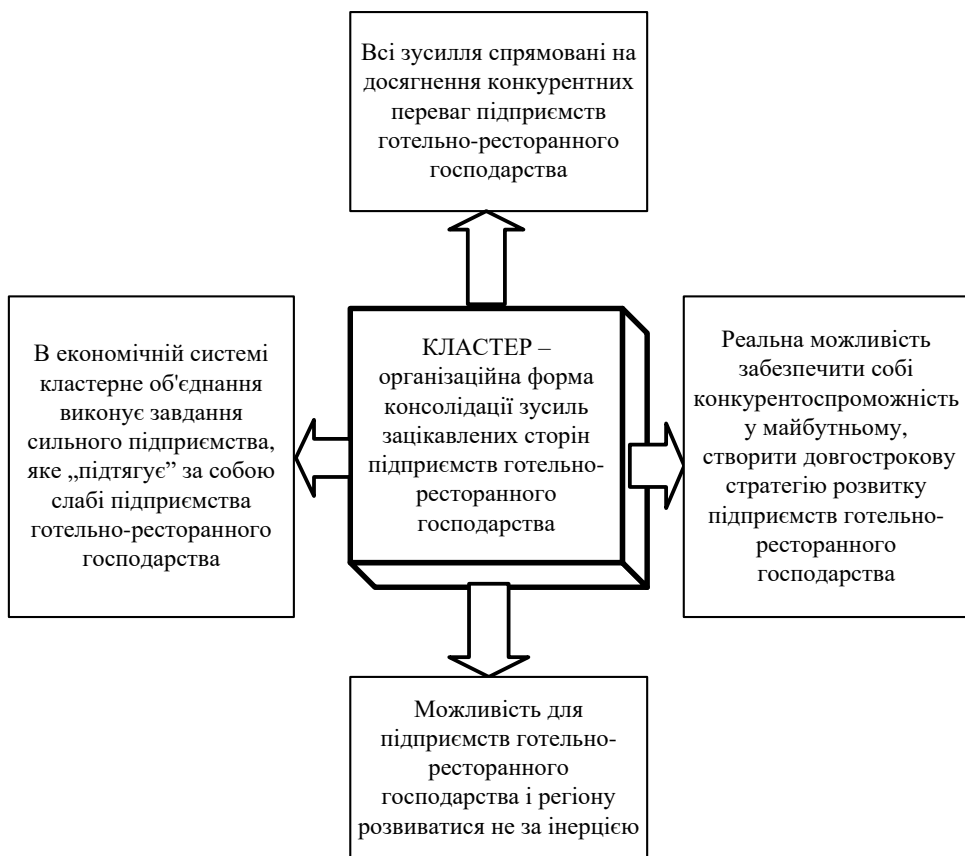 Всі зусилля спрямовані на
досягнення конкурентних
переваг підприємств
готельно-ресторанного
господарства
В економічній системі
кластерне об'єднання
виконує завдання
сильного підприємства,
яке „підтягує” за собою
слабі підприємства
готельно-ресторанного
господарства
КЛАСТЕР –
організаційна форма
консолідації зусиль
зацікавлених сторін
підприємств готельно-
ресторанного
господарства
Реальна можливість
забезпечити собі
конкурентоспроможність
у майбутньому,
створити довгострокову
стратегію розвитку
підприємств готельно-
ресторанного
господарства
Можливість для
підприємств готельно-
ресторанного
господарства і регіону
розвиватися не за інерцією